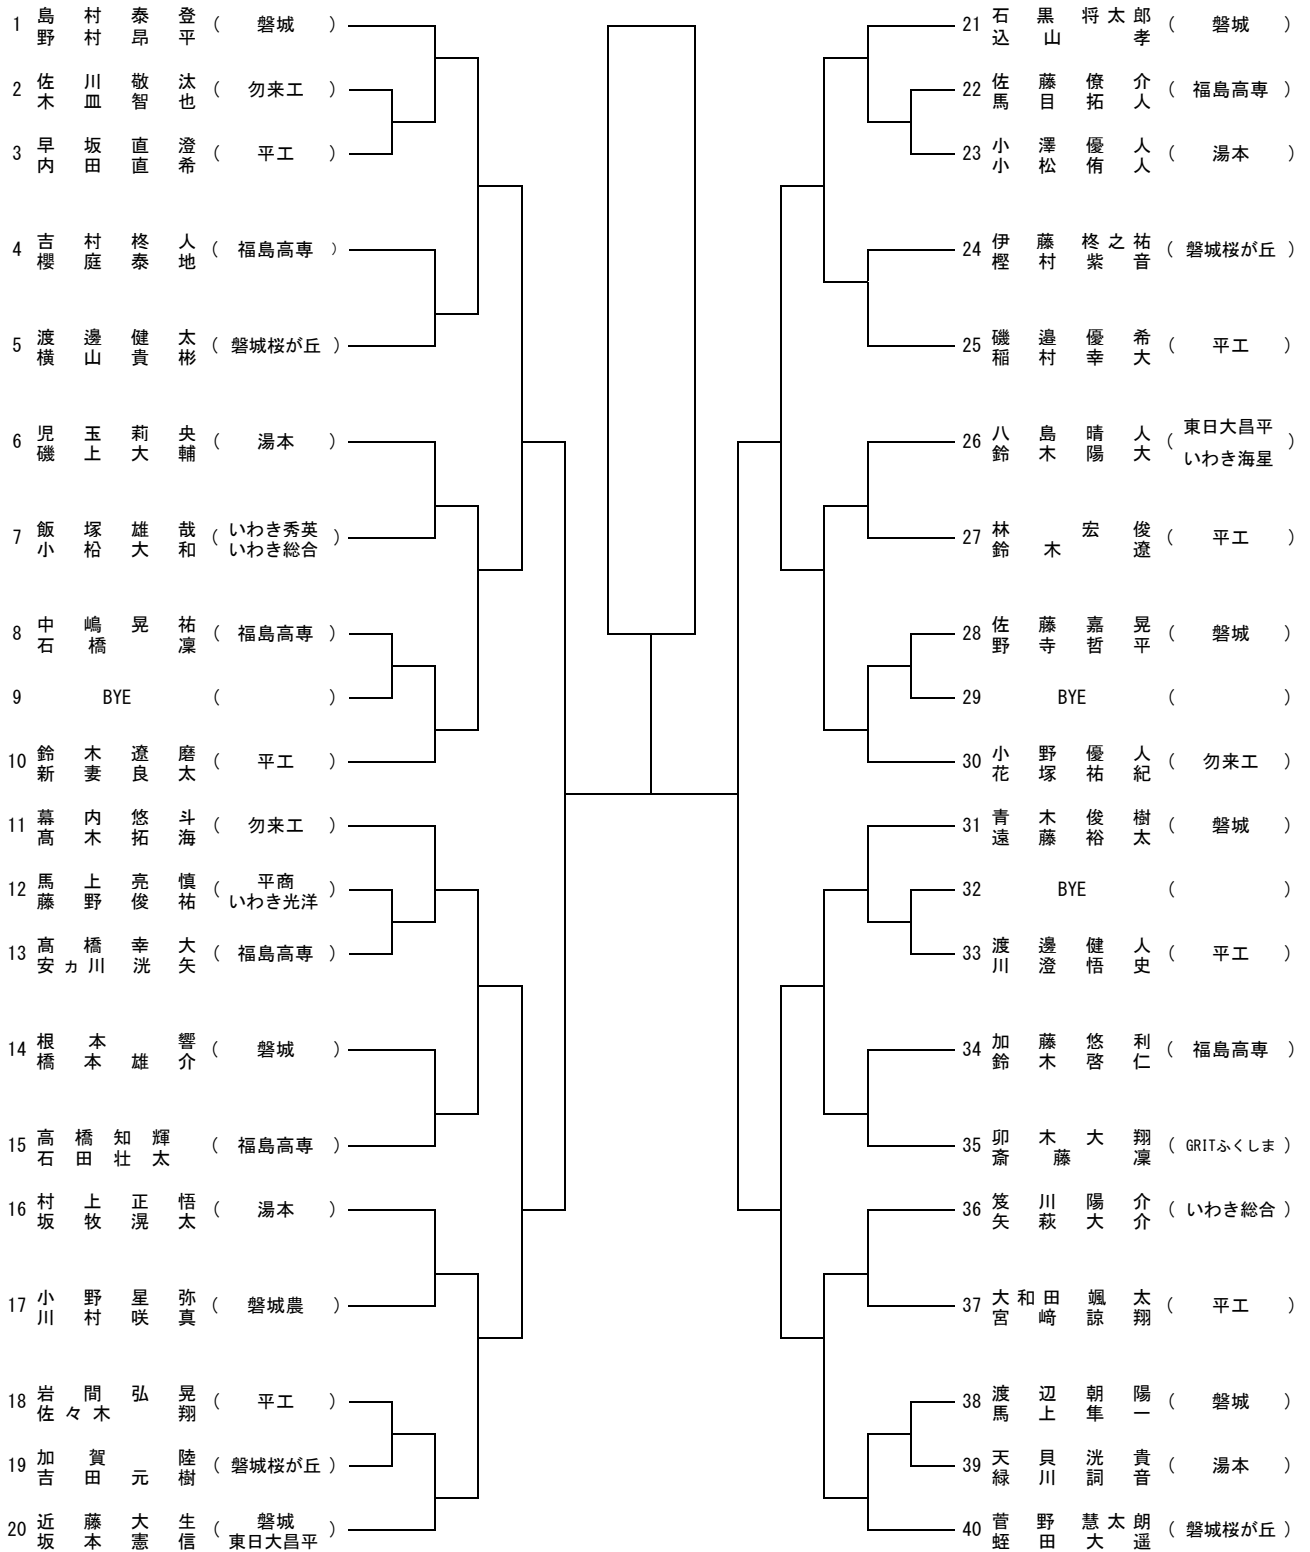 1 島村泰登 ( 磐城 )
野村昂平
2 佐川敬汰 ( 勿来工 )
木皿智也
3 早坂直澄 ( 平工 )
内田直希
4 吉村柊人 ( 福島高専 )
櫻庭泰地
5 渡邊健太 ( 磐城桜が丘 )
横山貴彬
6 児玉莉央 ( 湯本 )
磯上大輔
7 飯塚雄哉 ( いわき秀英
小松大和 いわき総合 )
8 中嶋晃祐 ( 福島高専 )
石橋凜
9 BYE ( )
10 鈴木遼磨 ( 平工 )
新妻良太
11 幕内悠斗 ( 勿来工 )
髙木拓海
12 馬上亮慎 ( 平商
藤野俊祐 いわき光洋 )
13 髙橋幸大 ( 福島高専 )
安ヵ川洸矢
14 根本響 ( 磐城 )
橋本雄介
15 高橋知輝 ( 福島高専 )
石田壮太
16 村上正悟 ( 湯本 )
坂牧滉太
17 小野星弥 ( 磐城農 )
川村咲真
18 岩間弘晃 ( 平工 )
佐々木翔
19 加賀陸 ( 磐城桜が丘 )
吉田元樹
20 近藤大生 ( 磐城
坂本憲信 東日大昌平 )
21 石黒将太郎 ( 磐城 )
込山孝
22 佐藤僚介 ( 福島高専 )
馬目拓人
23 小澤優人 ( 湯本 )
小松侑人
24 伊藤柊之祐 ( 磐城桜が丘 )
樫村紫音
25 磯邉優希 ( 平工 )
稲村幸大
26 八島晴人 ( 東日大昌平
鈴木陽大 いわき海星 )
27 林宏俊 ( 平工 )
鈴木遼
28 佐藤嘉晃 ( 磐城 )
野寺哲平
29 BYE ( )
30 小野優人 ( 勿来工 )
花塚祐紀
31 青木俊樹 ( 磐城 )
遠藤裕太
32 BYE ( )
33 渡邊健人 ( 平工 )
川澄悟史
34 加藤悠利 ( 福島高専 )
鈴木啓仁
35 卯木大翔 ( GRITふくしま )
斎藤凜
36 笈川陽介 ( いわき総合 )
矢萩大介
37 大和田颯太 ( 平工 )
宮﨑諒翔
38 渡辺朝陽 ( 磐城 )
馬上隼一
39 天貝洸貴 ( 湯本 )
緑川詞音
40 菅野慧太朗 ( 磐城桜が丘 )
蛭田大遥